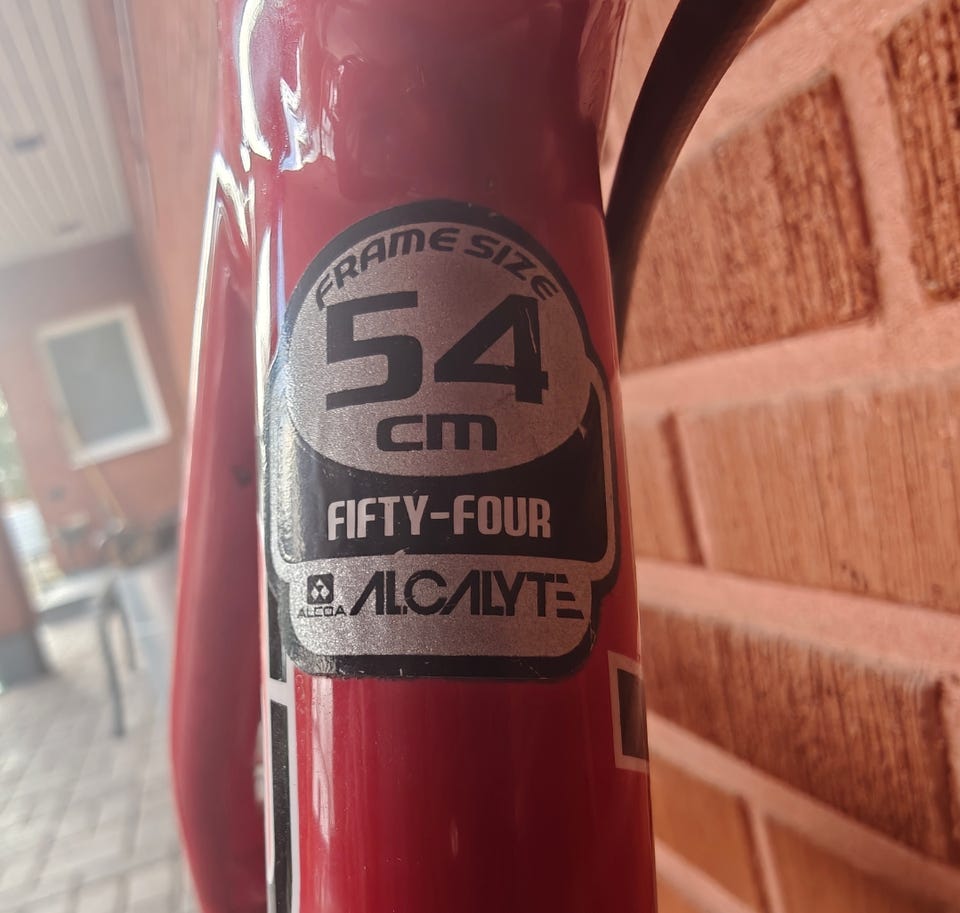 FRAME SIZE
54
cm
FIFTY-FOUR
ALCOA ALCALYTE